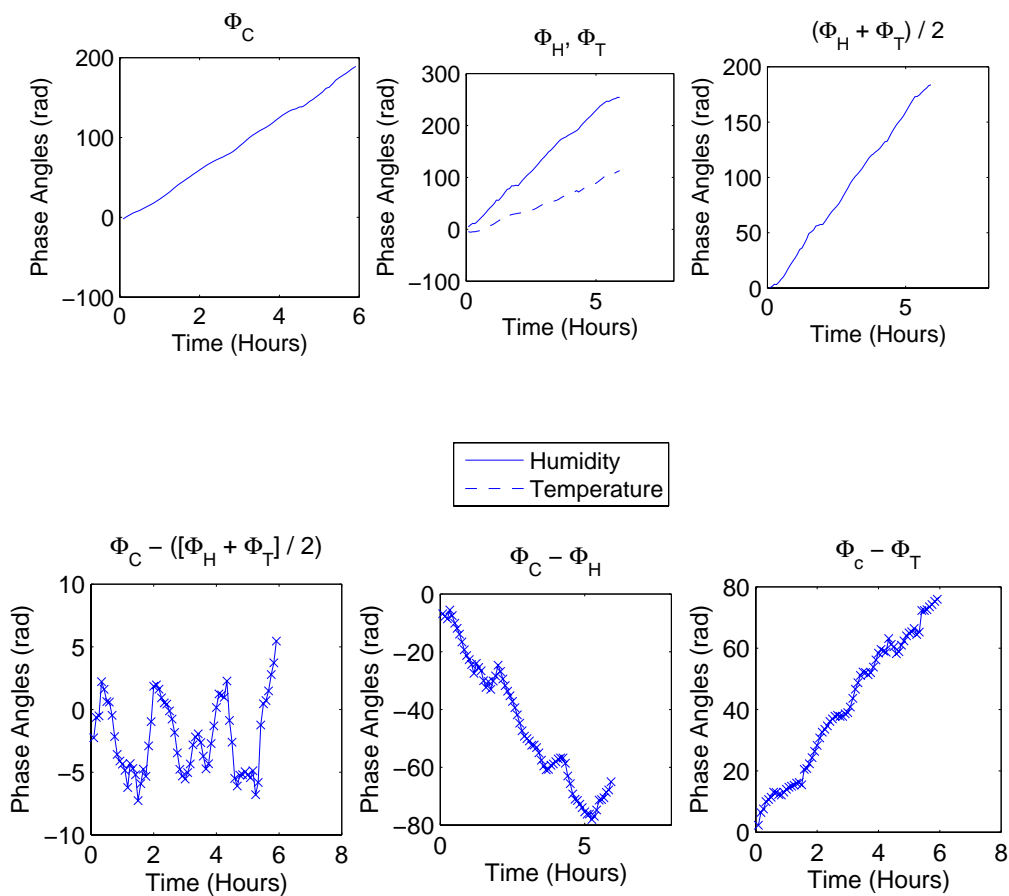 Φ_C
Phase Angles (rad)
200
100
0
−100
0 2 4 6
Time (Hours)
Φ_H, Φ_T
Phase Angles (rad)
300
200
100
0
−100
0 5
Time (Hours)
(Φ_H + Φ_T) / 2
Phase Angles (rad)
200
150
100
50
0
0 5
Time (Hours)
Humidity
Temperature
Φ_C − ([Φ_H + Φ_T] / 2)
Phase Angles (rad)
10
5
0
−5
−10
0 2 4 6 8
Time (Hours)
Φ_C − Φ_H
Phase Angles (rad)
0
−20
−40
−60
−80
0 5
Time (Hours)
Φ_c − Φ_T
Phase Angles (rad)
80
60
40
20
0
0 2 4 6 8
Time (Hours)